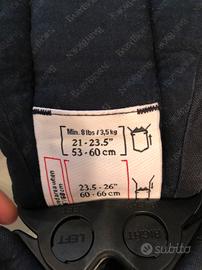 BabyBjörn
Min. 8 lbs / 3,5 kg
21 - 23.5"
53 - 60 cm
23.5 - 26"
60 - 66 cm
LEFT
RIGHT
subito